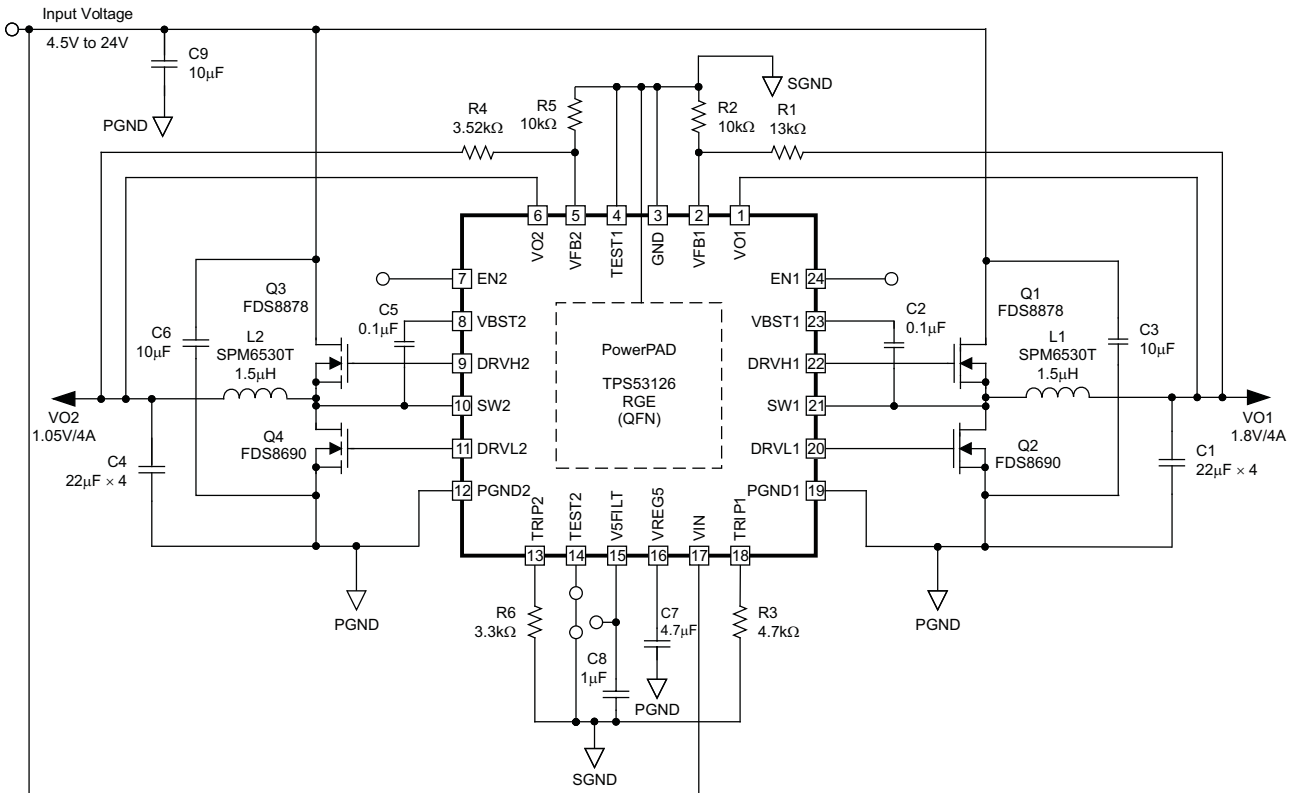 Input Voltage
4.5V to 24V
C9
10μF
PGND
SGND
R4
3.52kΩ
R5
10kΩ
R2
10kΩ
R1
13kΩ
6
5
4
3
2
1
VO2
VFB2
TEST1
GND
VFB1
VO1
7
EN2
EN1
24
Q3
FDS8878
C5
0.1μF
8
VBST2
VBST1
23
C2
0.1μF
Q1
FDS8878
C6
10μF
L2
SPM6530T
1.5μH
9
DRVH2
PowerPAD
TPS53126
RGE
(QFN)
DRVH1
22
L1
SPM6530T
1.5μH
C3
10μF
VO2
1.05V/4A
10
SW2
SW1
21
VO1
1.8V/4A
Q4
FDS8690
11
DRVL2
DRVL1
20
Q2
FDS8690
C4
22μF × 4
C1
22μF × 4
12
PGND2
PGND1
19
TRIP2
TEST2
V5FILT
VREG5
VIN
TRIP1
13
14
15
16
17
18
PGND
R6
3.3kΩ
C8
1μF
C7
4.7μF
R3
4.7kΩ
PGND
PGND
SGND